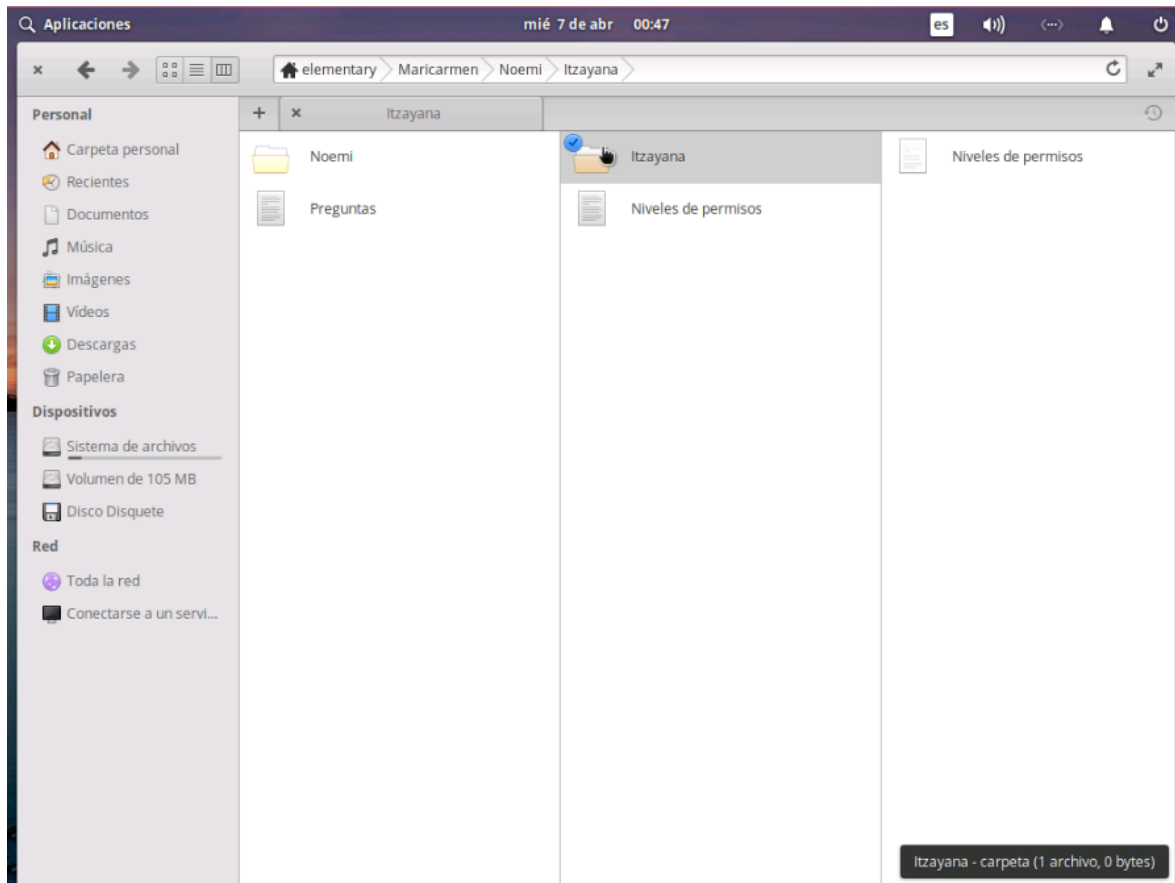 Aplicaciones
mié 7 de abr 00:47
es
elementary Maricarmen Noemi Itzayana
Itzayana
Personal
Carpeta personal
Recientes
Documentos
Música
Imágenes
Vídeos
Descargas
Papelera
Dispositivos
Sistema de archivos
Volumen de 105 MB
Disco Disquete
Red
Toda la red
Conectarse a un servi...
Noemi
Preguntas
Itzayana
Niveles de permisos
Niveles de permisos
Itzayana - carpeta (1 archivo, 0 bytes)